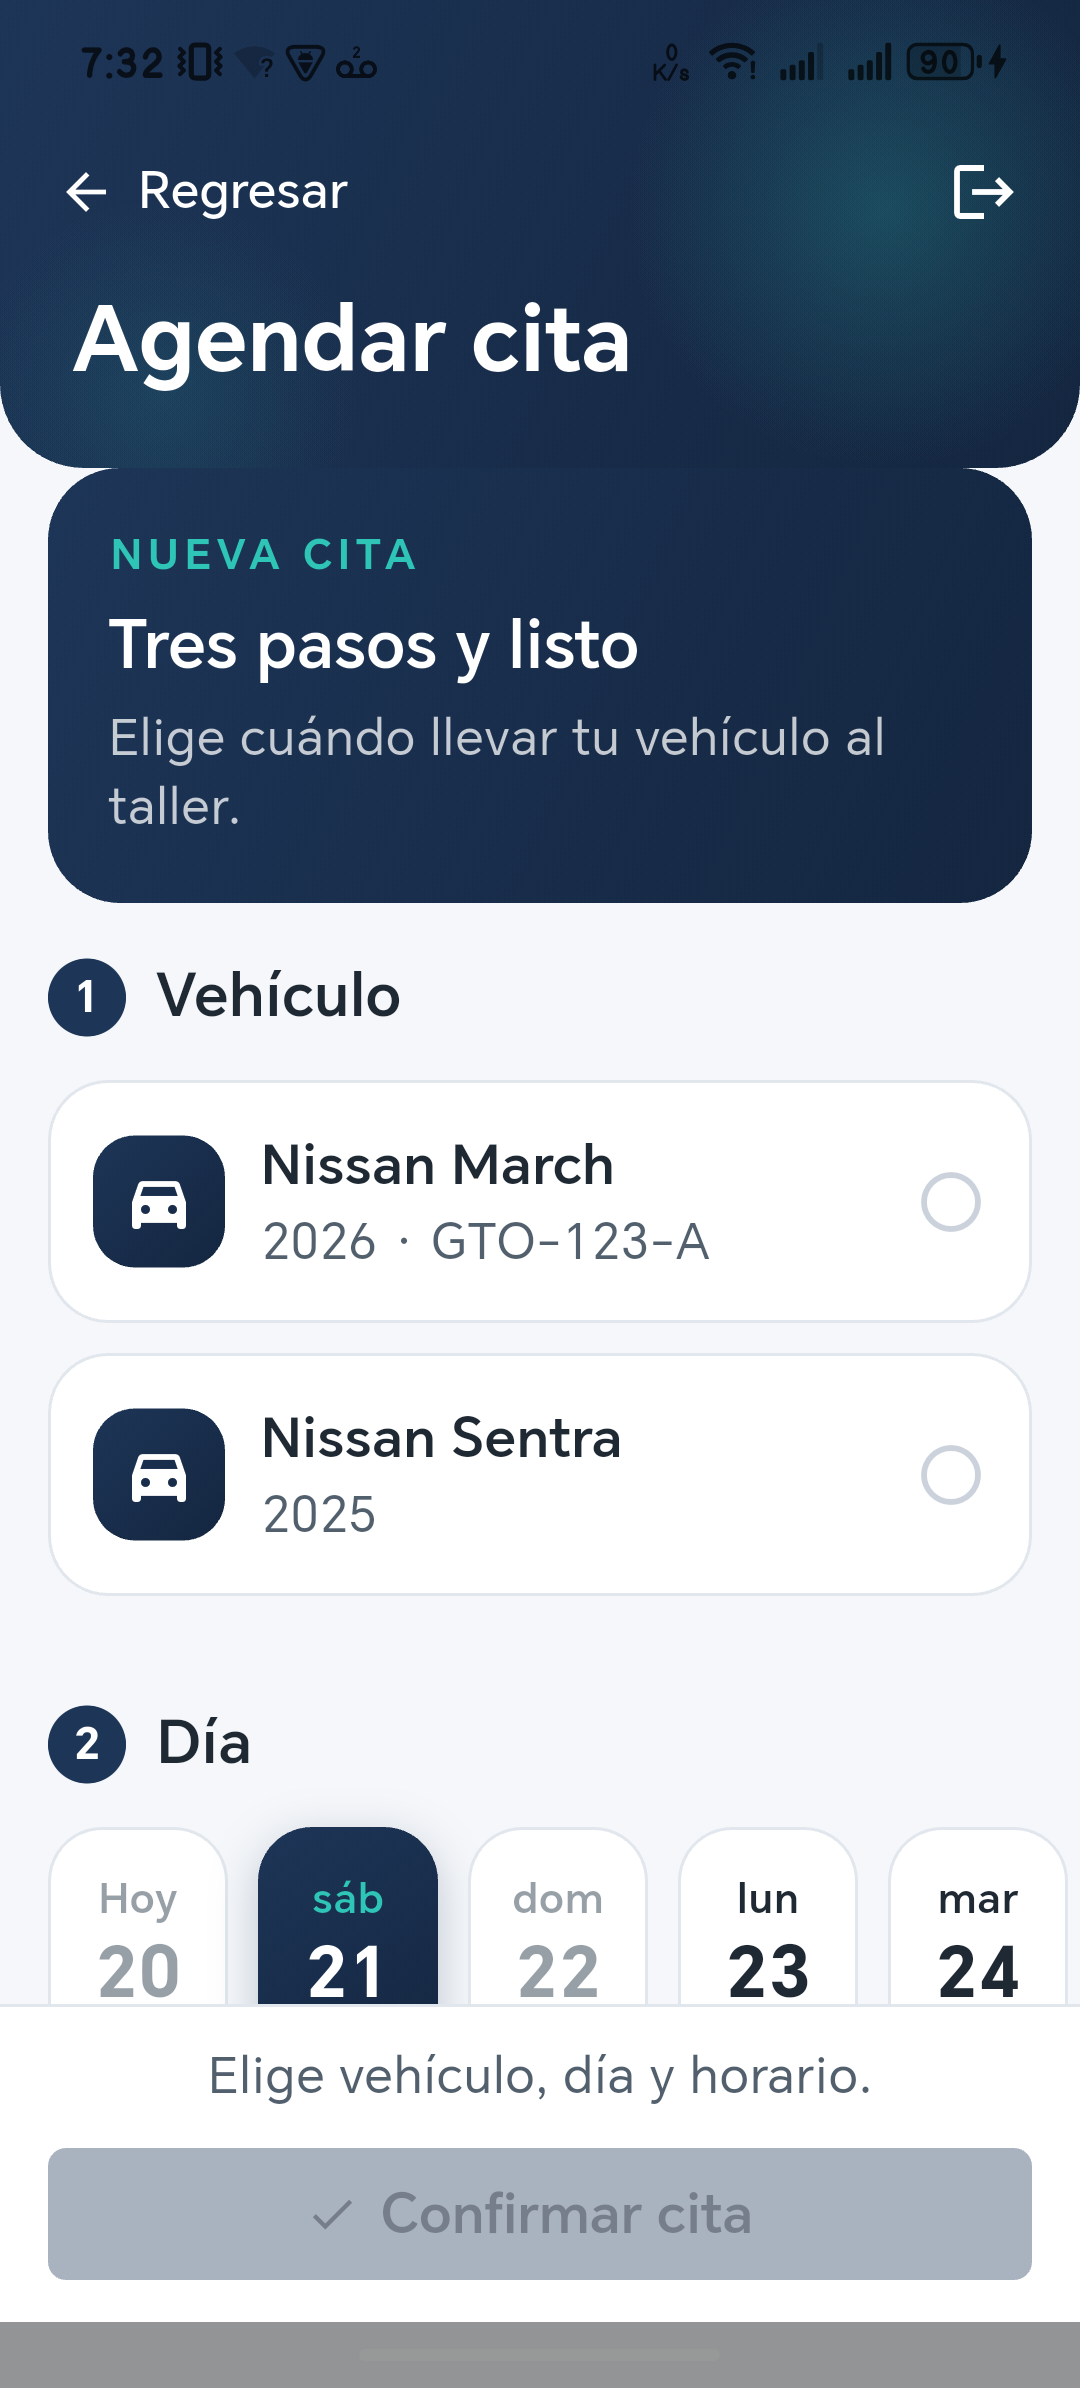 7:32
2
0
K/s
90
Regresar
Agendar cita
NUEVA CITA
Tres pasos y listo
Elige cuándo llevar tu vehículo al
taller.
1 Vehículo
Nissan March
2026 · GTO-123-A
Nissan Sentra
2025
2 Día
Hoy sáb dom lun mar
20 21 22 23 24
Elige vehículo, día y horario.
Confirmar cita